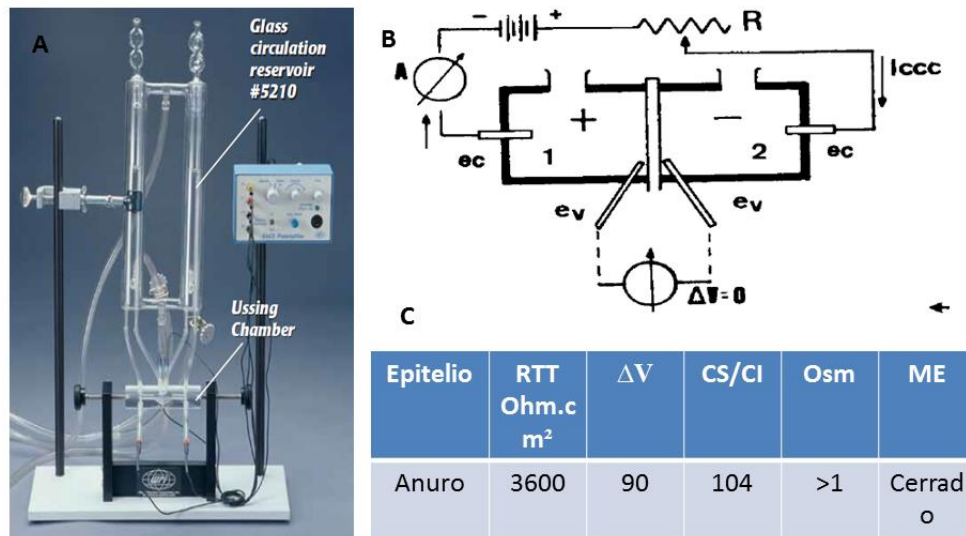 A
Glass
circulation
reservoir
#5210
Ussing
Chamber
B
- +
R
A
Iccc
+ -
ec 1 2 ec
ev ev
ΔV=0
C
Epitelio RTT ΔV CS/CI Osm ME
Ohm.c
m²
Anuro 3600 90 104 >1 Cerrad
o